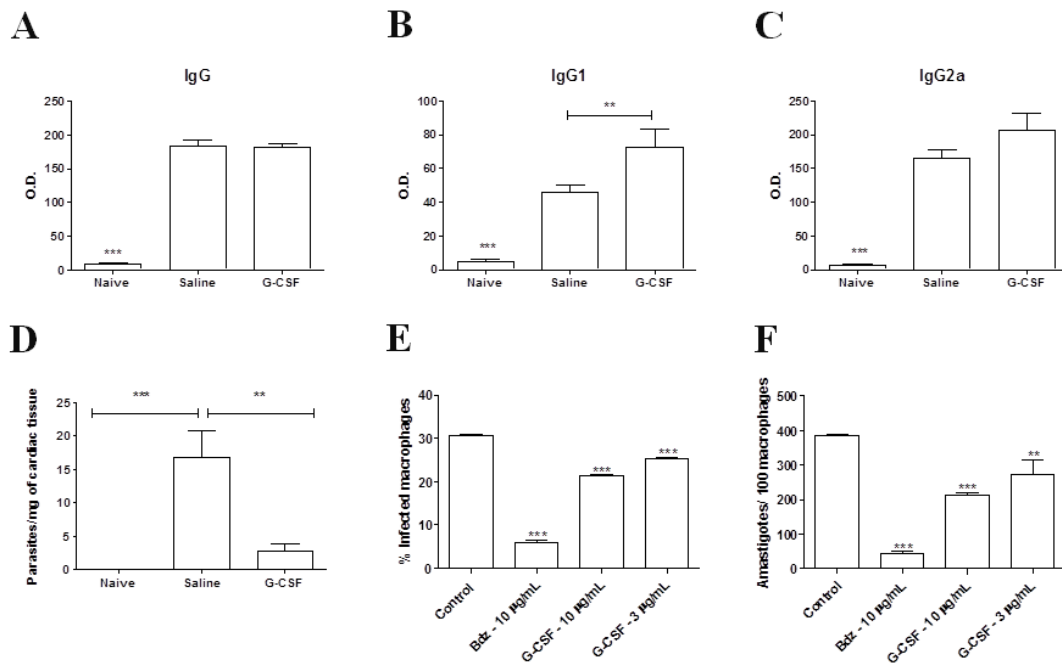 A
IgG
O.D.
250
200
150
100
50
0
***
Naive
Saline
G-CSF
B
IgG1
O.D.
100
80
60
40
20
0
***
**
Naive
Saline
G-CSF
C
IgG2a
O.D.
250
200
150
100
50
0
***
Naive
Saline
G-CSF
D
Parasites/mg of cardiac tissue
25
20
15
10
5
0
***
**
Naive
Saline
G-CSF
E
% Infected macrophages
40
30
20
10
0
***
***
***
Control
Bdz - 10 µg/mL
G-CSF - 10 µg/mL
G-CSF - 3 µg/mL
F
Amastigotes/ 100 macrophages
500
400
300
200
100
0
***
***
**
Control
Bdz - 10 µg/mL
G-CSF - 10 µg/mL
G-CSF - 3 µg/mL